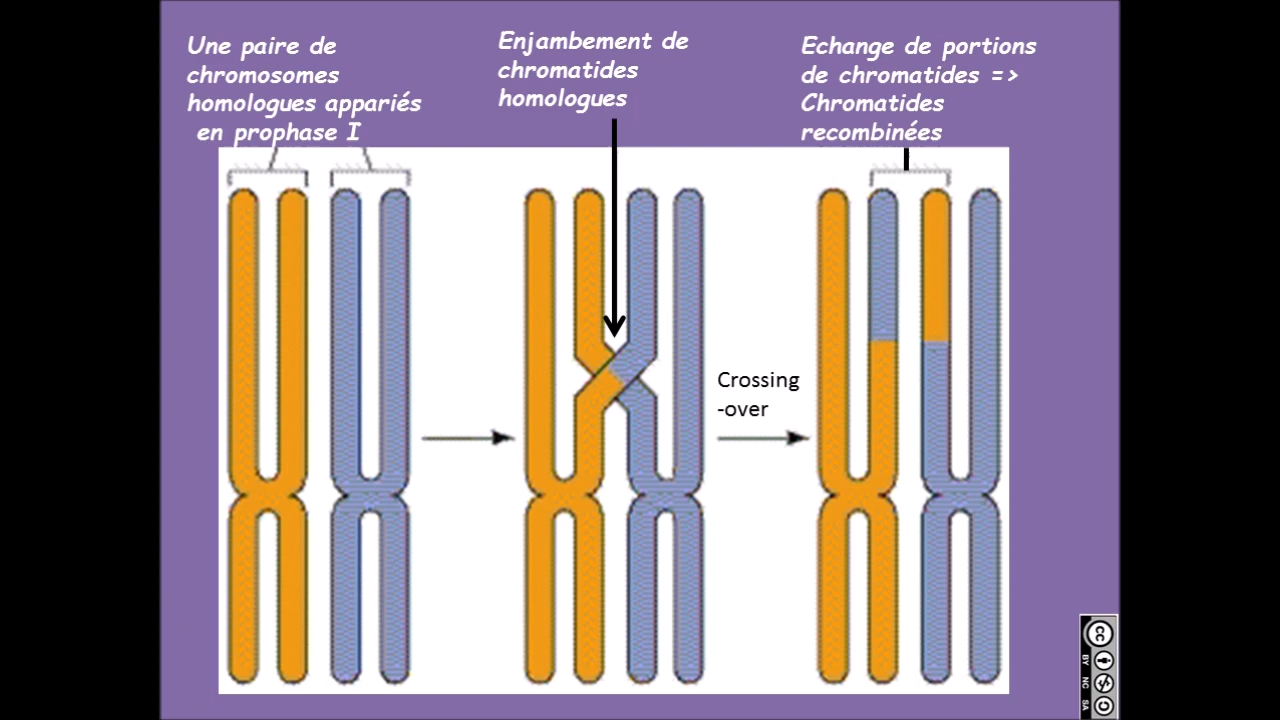 Une paire de
chromosomes
homologues appariés
en prophase I
Enjambement de
chromatides
homologues
Echange de portions
de chromatides =>
Chromatides
recombinées
Crossing
-over
cc
BY NC SA